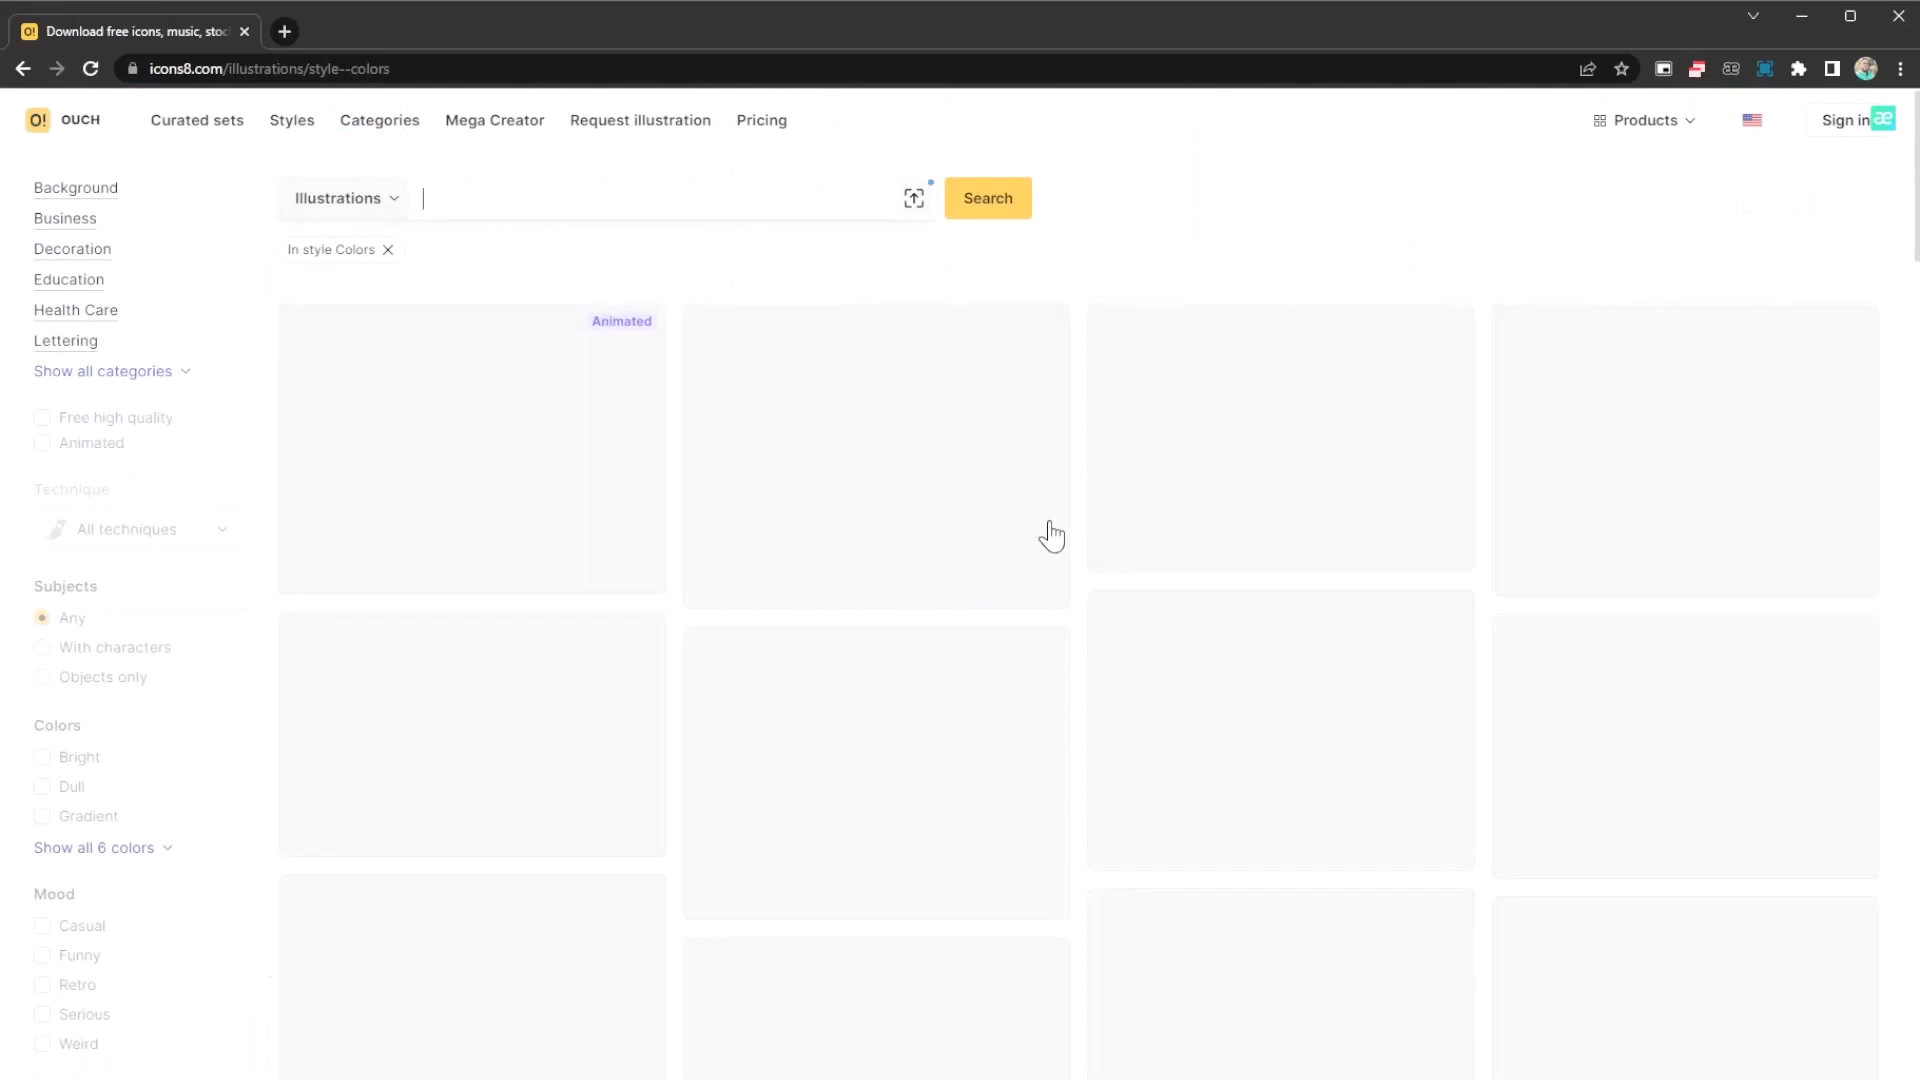 O! Download free icons, music, stoc
icons8.com/illustrations/style--colors
O! OUCH Curated sets Styles Categories Mega Creator Request illustration Pricing Products Sign in æ
Background
Business
Decoration
Education
Health Care
Lettering
Show all categories
Free high quality
Animated
Technique
All techniques
Subjects
Any
With characters
Objects only
Colors
Bright
Dull
Gradient
Show all 6 colors
Mood
Casual
Funny
Retro
Serious
Weird
Illustrations Search
In style Colors
Animated